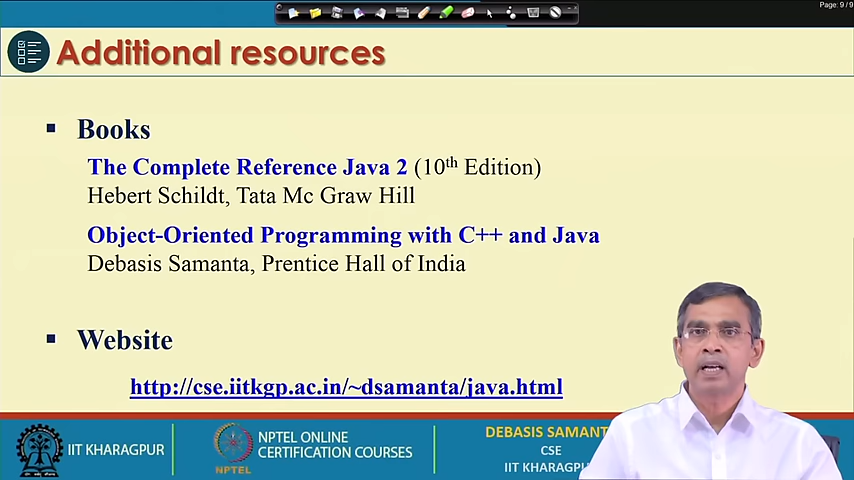 Page: 9 / 9
Additional resources
Books
The Complete Reference Java 2 (10th Edition)
Hebert Schildt, Tata Mc Graw Hill
Object-Oriented Programming with C++ and Java
Debasis Samanta, Prentice Hall of India
Website
http://cse.iitkgp.ac.in/~dsamanta/java.html
IIT KHARAGPUR
NPTEL
NPTEL ONLINE
CERTIFICATION COURSES
DEBASIS SAMANT
CSE
IIT KHARAGPU